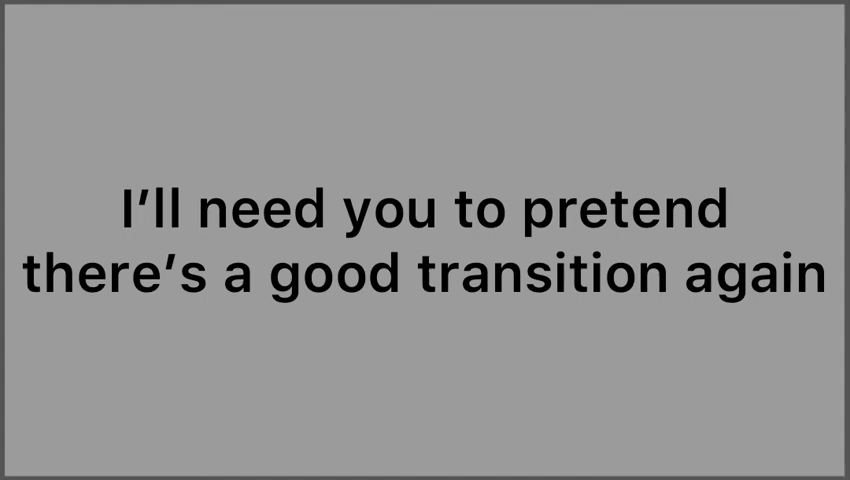 I’ll need you to pretend
there’s a good transition again